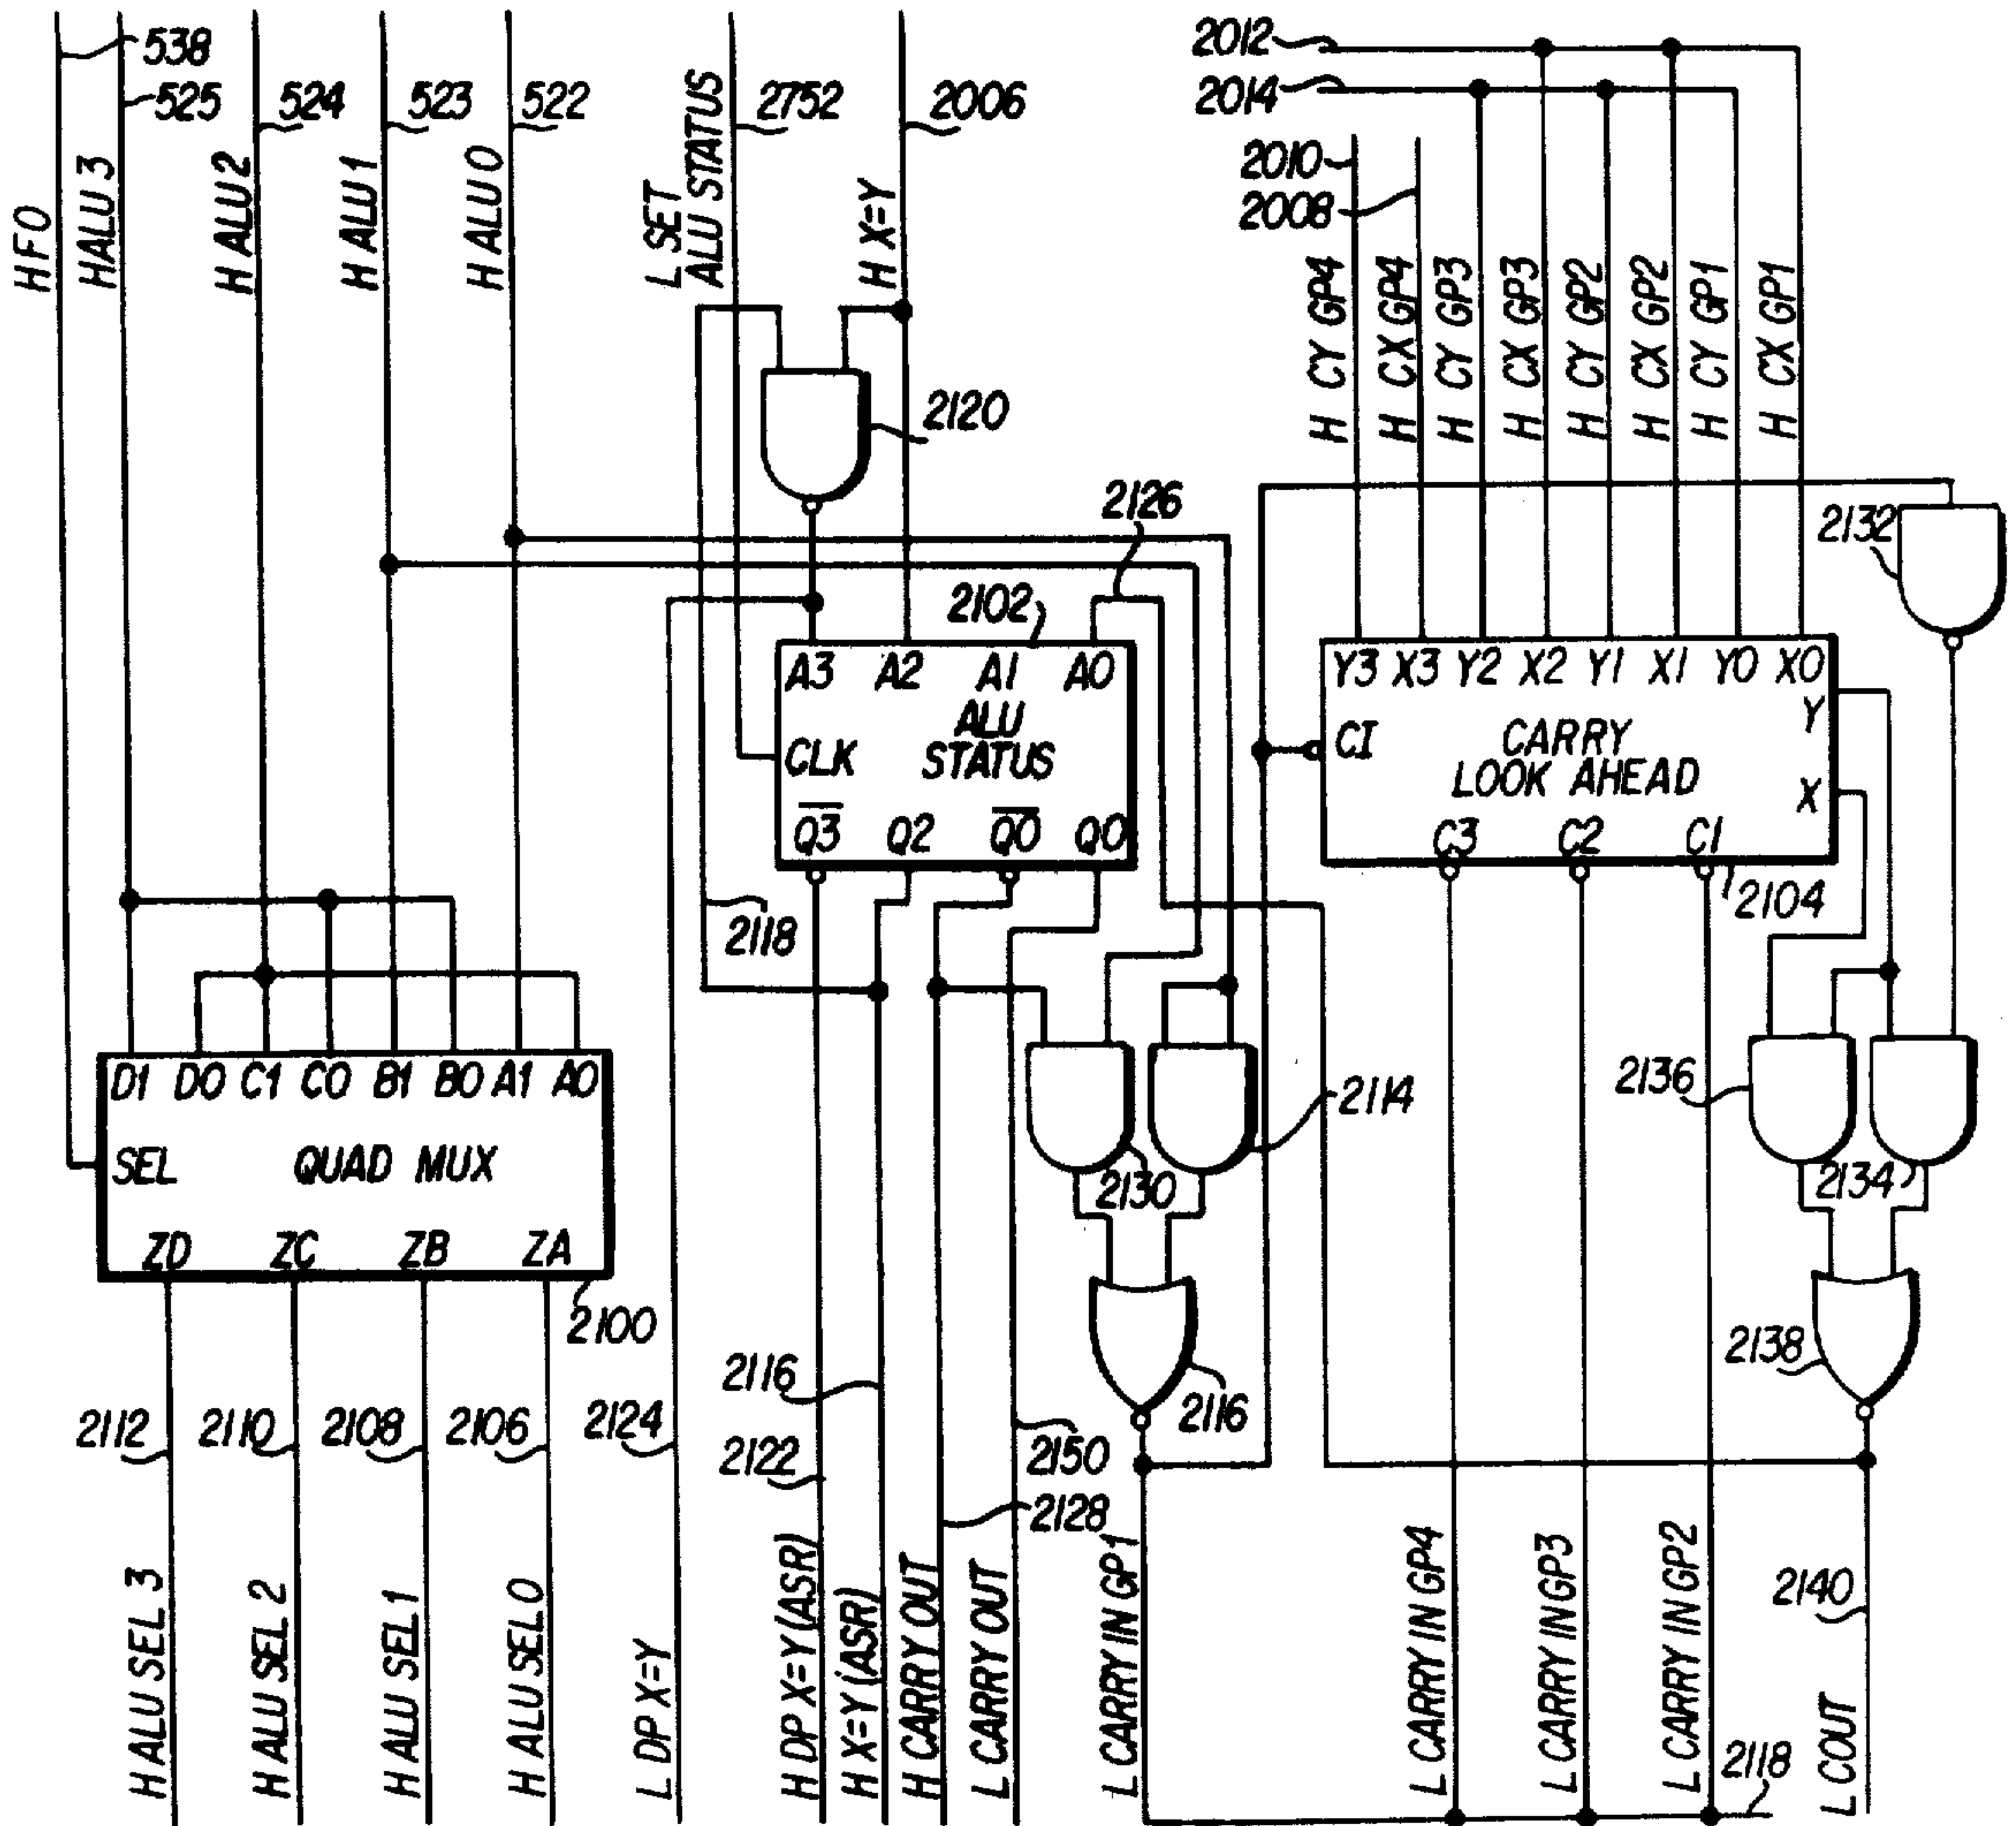 538
525
524
523
522
2752
2006
2012
2014
2010
2008
H F0
HALU 3
H ALU2
H ALU 1
H ALU 0
L SET
ALU STATUS
H X=Y
H CY GP4
H CX GP4
H CY GP3
H CX GP3
H CY GP2
H CX GP2
H CY GP1
H CX GP1
2120
2126
2132
2102
A3 A2 A1 A0
ALU
STATUS
CLK
Q3 Q2 Q0 Q0
Y3 X3 Y2 X2 Y1 X1 Y0 X0
Y
CI
CARRY
LOOK AHEAD
X
C3 C2 C1
2104
2118
D1 D0 C1 C0 B1 B0 A1 A0
SEL
QUAD MUX
ZD ZC ZB ZA
2100
2136
2114
2130
2134
2116
2116
2138
2112
2110
2108
2106
2124
2122
2150
2128
2140
H ALU SEL 3
H ALU SEL 2
H ALU SEL 1
H ALU SEL 0
L DP X=Y
H DP X=Y (ASR)
H X=Y (ASR)
H CARRY OUT
L CARRY OUT
L CARRY IN GP1
L CARRY IN GP4
L CARRY IN GP3
L CARRY IN GP2
2118
L COUT